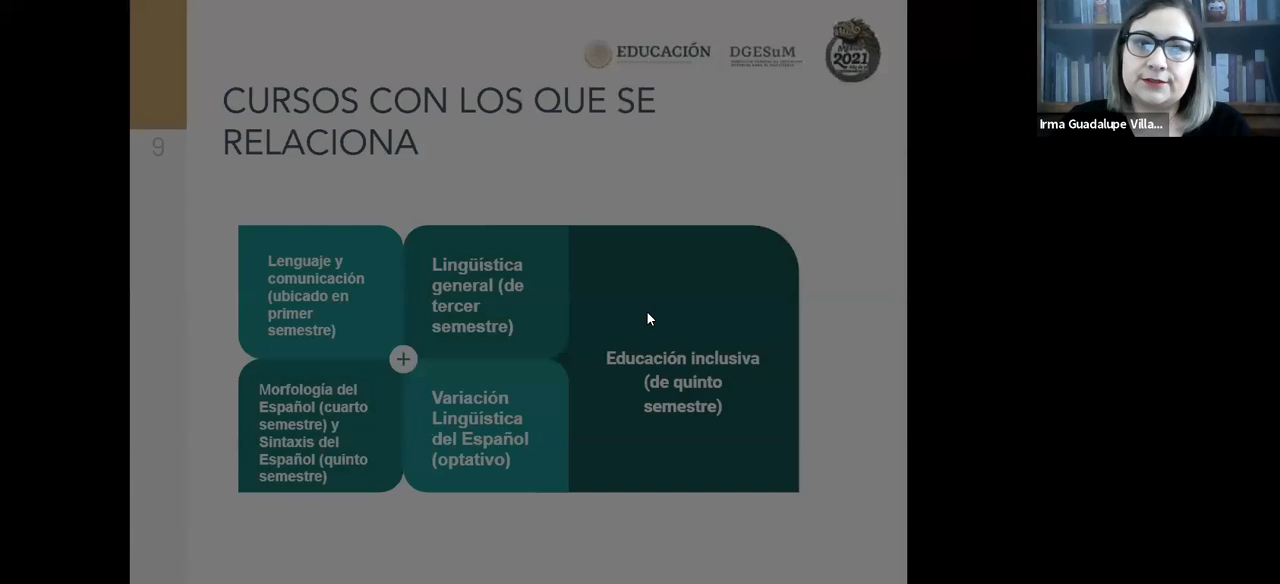 EDUCACIÓN
DGESuM
México
2021
CURSOS CON LOS QUE SE
RELACIONA
9
Irma Guadalupe Villa...
Lenguaje y
comunicación
(ubicado en
primer
semestre)
Lingüística
general (de
tercer
semestre)
Educación inclusiva
(de quinto
semestre)
Morfología del
Español (cuarto
semestre) y
Sintaxis del
Español (quinto
semestre)
Variación
Lingüística
del Español
(optativo)